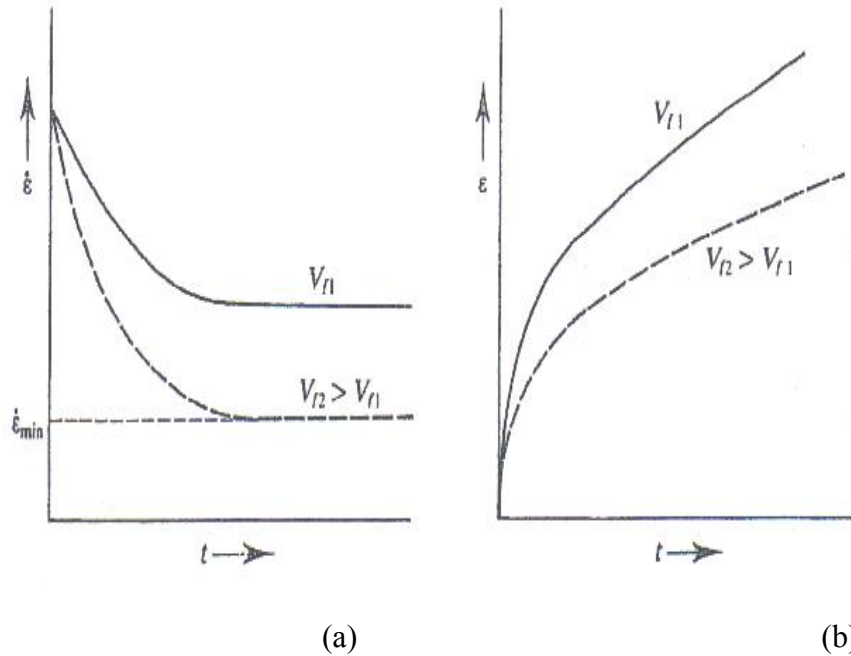 V_f1
V_f2 > V_f1
ε̇
ε̇_min
t
(a)
V_f1
V_f2 > V_f1
ε
t
(b)